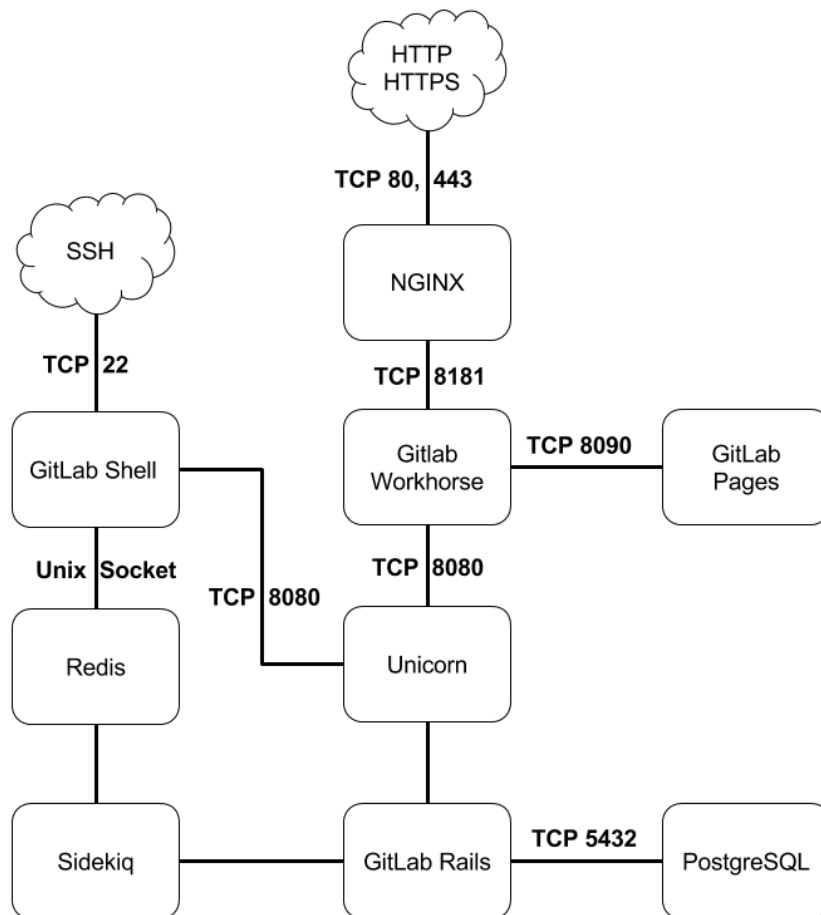 HTTP
HTTPS
TCP 80, 443
SSH
NGINX
TCP 22
TCP 8181
GitLab Shell
Gitlab
Workhorse
TCP 8090
GitLab
Pages
Unix Socket
TCP 8080
TCP 8080
Redis
Unicorn
Sidekiq
GitLab Rails
TCP 5432
PostgreSQL